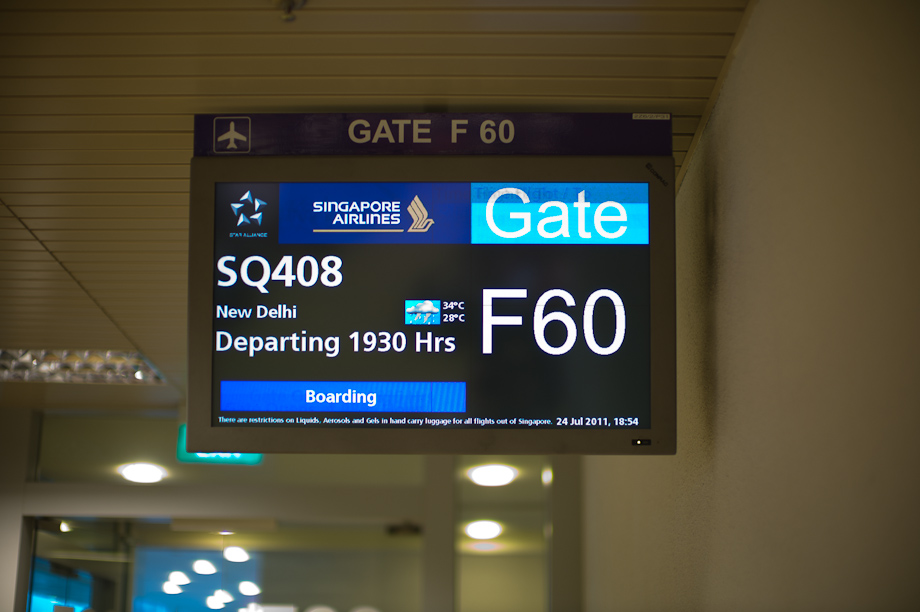 GATE F 60
STAR ALLIANCE
SINGAPORE
AIRLINES
Gate
SQ408
New Delhi
34°C
28°C
Departing 1930 Hrs
F60
Boarding
There are restrictions on Liquids, Aerosols and Gels in hand carry luggage for all flights out of Singapore. 24 Jul 2011, 18:54